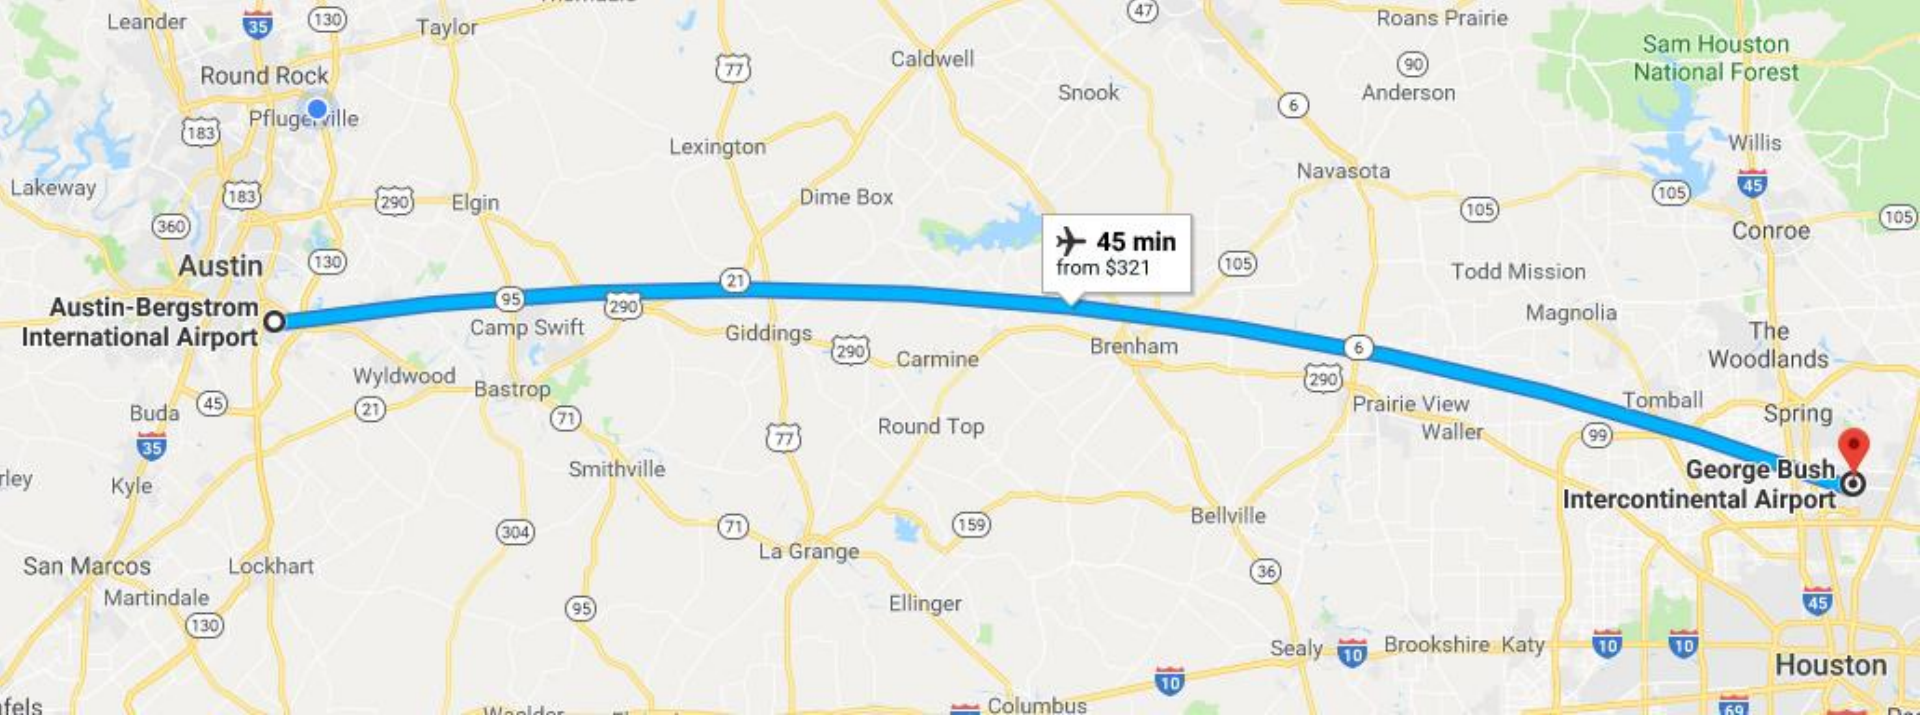 Leander
35
130
Taylor
77
Caldwell
47
Roans Prairie
Sam Houston
National Forest
Round Rock
Snook
90
Anderson
6
Pflugerville
183
Lexington
Navasota
Willis
Lakeway
183
290
Elgin
Dime Box
105
105
45
105
360
Conroe
Austin
130
45 min
from $321
105
Todd Mission
Austin-Bergstrom
International Airport
95
290
21
Magnolia
Camp Swift
Giddings
290
Carmine
Brenham
6
The
Woodlands
Wyldwood
Bastrop
290
Prairie View
Tomball
Spring
45
21
71
Buda
35
77
Round Top
Waller
99
Smithville
George Bush
Intercontinental Airport
rley
Kyle
304
71
La Grange
159
Bellville
San Marcos
Lockhart
36
Martindale
130
95
Ellinger
45
Sealy
10
Brookshire
Katy
10
10
Houston
10
Columbus
69
fels